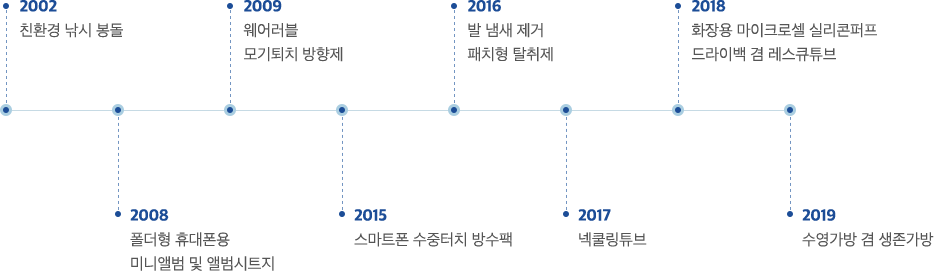 2002
친환경 낚시 봉돌
2008
폴더형 휴대폰용
미니앨범 및 앨범시트지
2009
웨어러블
모기퇴치 방향제
2015
스마트폰 수중터치 방수팩
2016
발 냄새 제거
패치형 탈취제
2017
넥쿨링튜브
2018
화장용 마이크로셀 실리콘퍼프
드라이백 겸 레스큐튜브
2019
수영가방 겸 생존가방